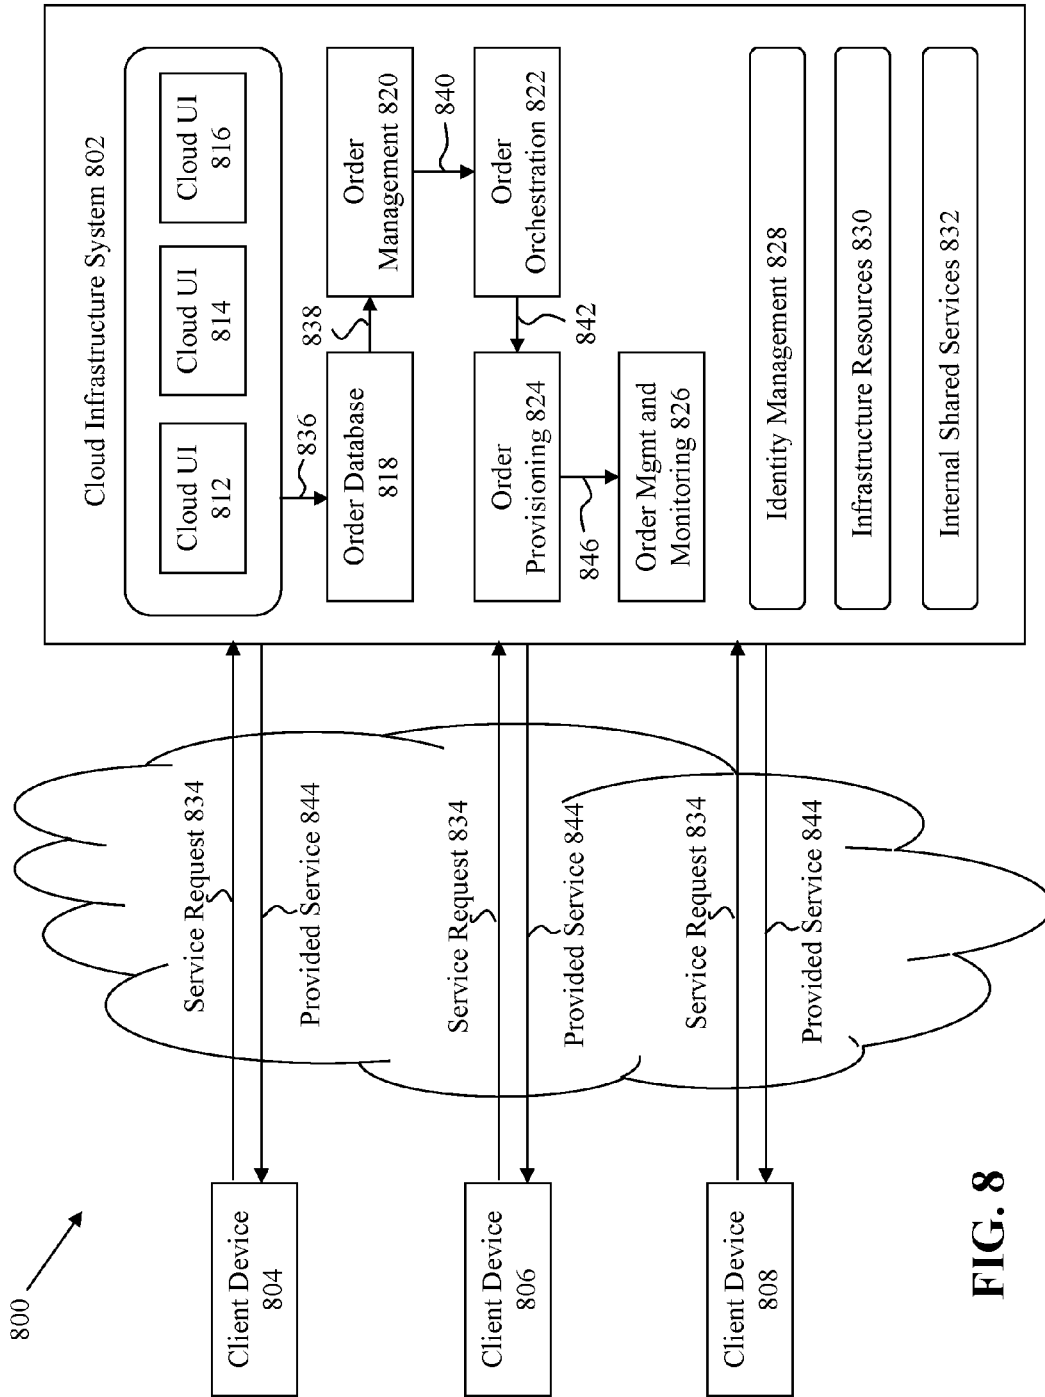 800
Client Device
804
Client Device
806
Client Device
808
Service Request 834
Provided Service 844
Service Request 834
Provided Service 844
Service Request 834
Provided Service 844
Cloud Infrastructure System 802
Cloud UI
812
Cloud UI
814
Cloud UI
816
836
Order Database
818
838
Order
Management 820
840
Order
Provisioning 824
842
Order
Orchestration 822
846
Order Mgmt and
Monitoring 826
Identity Management 828
Infrastructure Resources 830
Internal Shared Services 832
FIG. 8